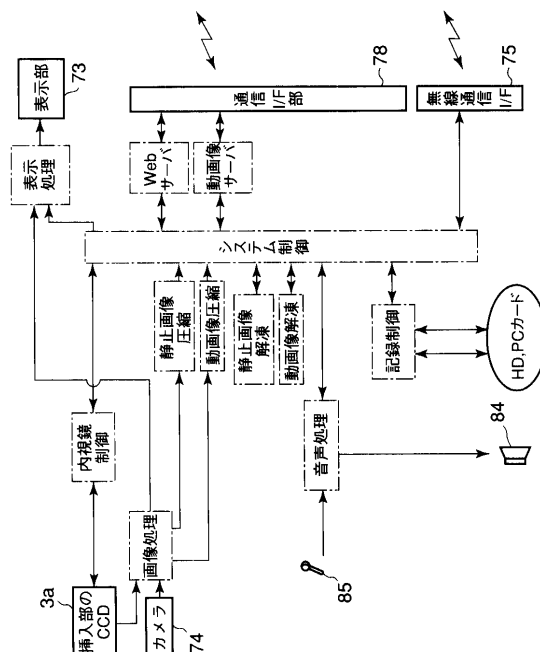 挿入部の
CCD
3a
カメラ
74
内視鏡
制御
画像処理
静止画像
圧縮
動画像圧縮
静止画像
解凍
動画像解凍
音声処理
85
84
記録制御
HD,PCカード
システム制御
表示
処理
表示部
73
Web
サーバ
動画像
サーバ
通信
I/F部
78
無線
通信
I/F
75